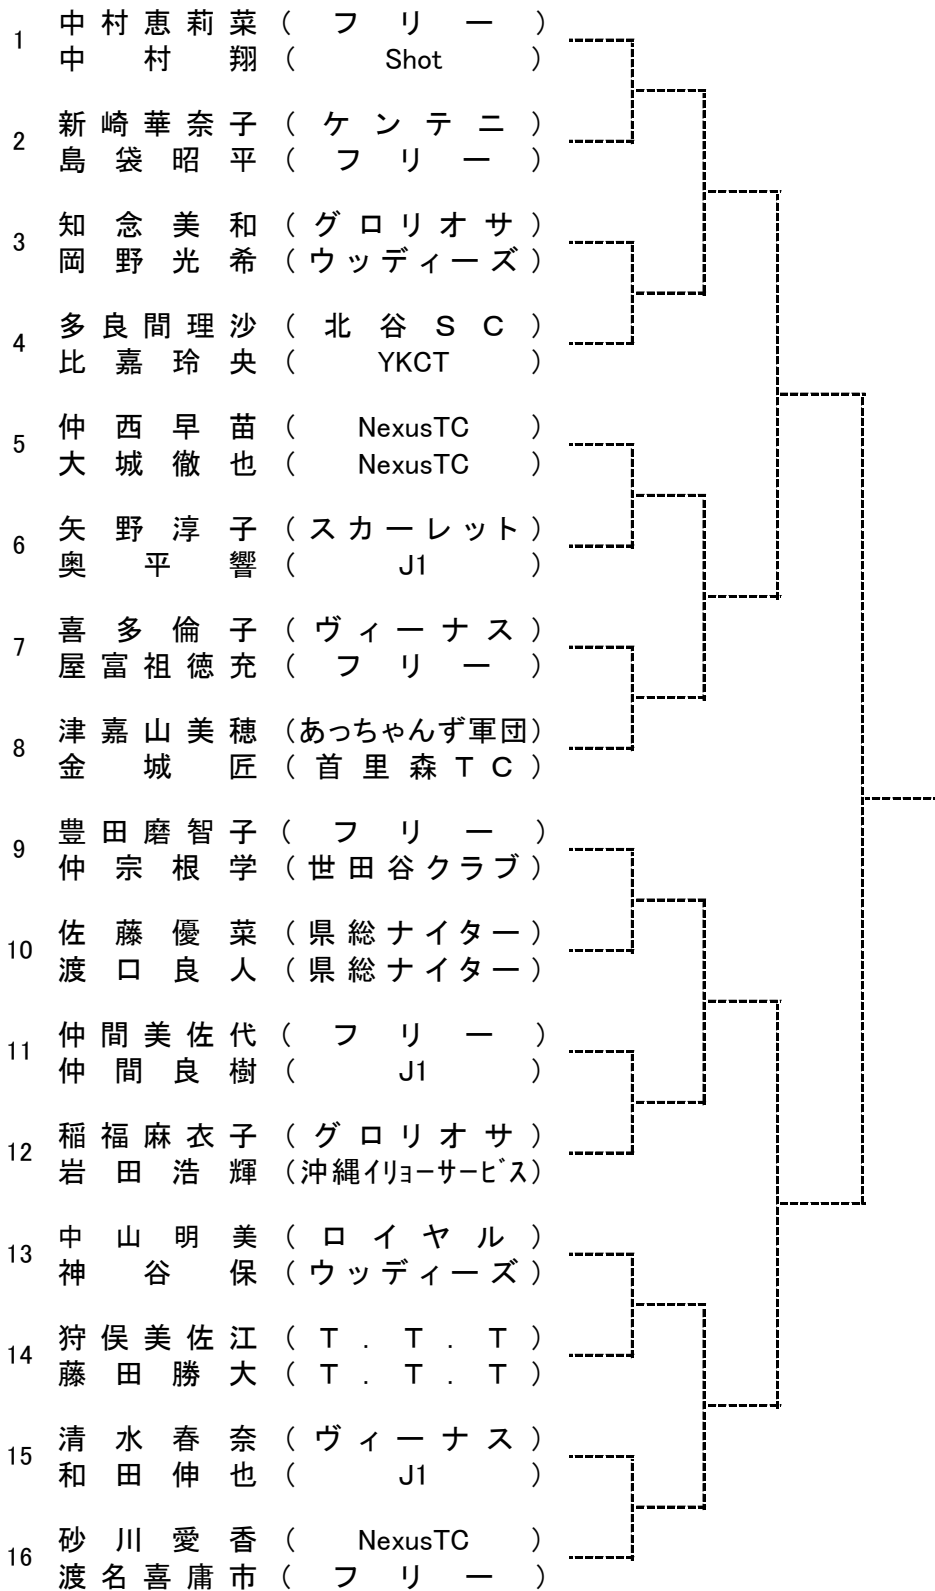 1
中村恵莉菜(フリー)
中村翔(Shot)
2
新崎華奈子(ケンテニ)
島袋昭平(フリー)
3
知念美和(グロリオサ)
岡野光希(ウッディーズ)
4
多良間理沙(北谷SC)
比嘉玲央(YKCT)
5
仲西早苗(NexusTC)
大城徹也(NexusTC)
6
矢野淳子(スカーレット)
奥平響(J1)
7
喜多倫子(ヴィーナス)
屋富祖徳充(フリー)
8
津嘉山美穂(あっちゃんず軍団)
金城匠(首里森TC)
9
豊田磨智子(フリー)
仲宗根学(世田谷クラブ)
10
佐藤優菜(県総ナイター)
渡口良人(県総ナイター)
11
仲間美佐代(フリー)
仲間良樹(J1)
12
稲福麻衣子(グロリオサ)
岩田浩輝(沖縄イリョーサービス)
13
中山明美(ロイヤル)
神谷保(ウッディーズ)
14
狩俣美佐江(T.T.T)
藤田勝大(T.T.T)
15
清水春奈(ヴィーナス)
和田伸也(J1)
16
砂川愛香(NexusTC)
渡名喜庸市(フリー)